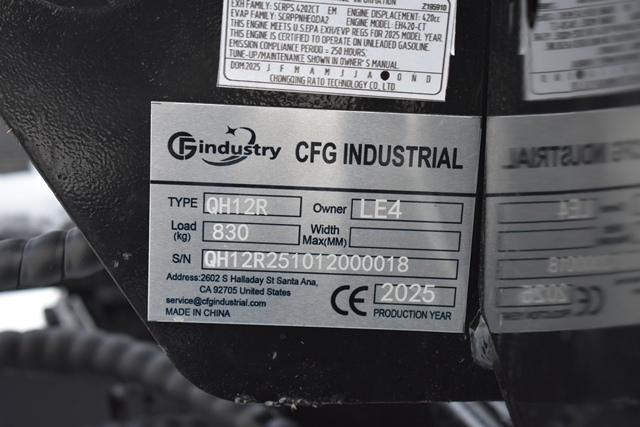 EXH FAMILY: SCRPS.4202CT EM ENGINE DISPLACEMENT: 420cc
EVAP FAMILY: SCRPPNHEQDA2 ENGINE MODEL: EH420-CT
THIS ENGINE MEETS U.S.EPA EXH/EVP REGS FOR 2025 MODEL YEAR.
THIS ENGINE IS CERTIFIED TO OPERATE ON UNLEADED GASOLINE.
EMISSION COMPLIANCE PERIOD = 250 HOURS;
TUNE-UP/MAINTENANCE SHOWN IN OWNER'S MANUAL
DOM:2025 J F M A M J J A ● O N D
CHONGQING RATO TECHNOLOGY CO., LTD
CFG industry CFG INDUSTRIAL
TYPE QH12R Owner LE4
Load (kg) 830 Width Max(MM)
S/N QH12R251012000018
Address:2602 S Halladay St Santa Ana,
CA 92705 United States
service@cfgindustrial.com
MADE IN CHINA
CE 2025
PRODUCTION YEAR